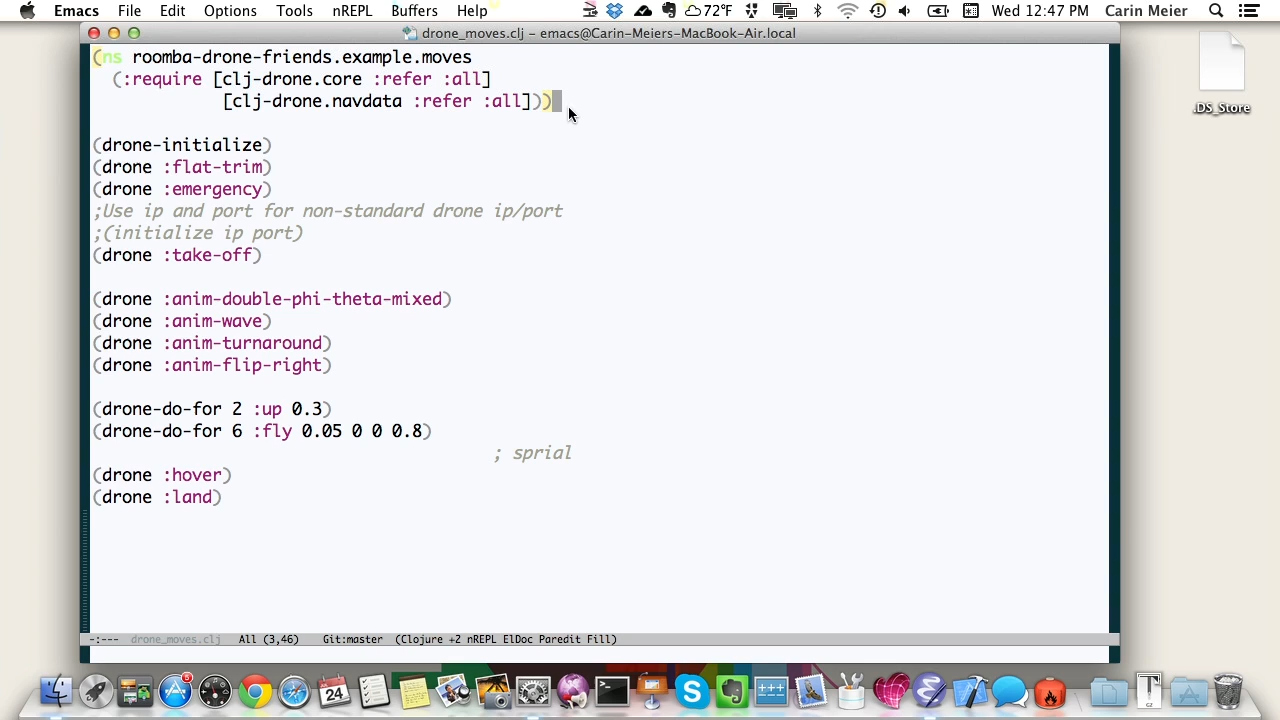 Emacs File Edit Options Tools nREPL Buffers Help 72°F Wed 12:47 PM Carin Meier
drone_moves.clj – emacs@Carin-Meiers-MacBook-Air.local
(ns roomba-drone-friends.example.moves
(:require [clj-drone.core :refer :all]
[clj-drone.navdata :refer :all]))
.DS_Store
(drone-initialize)
(drone :flat-trim)
(drone :emergency)
;Use ip and port for non-standard drone ip/port
;(initialize ip port)
(drone :take-off)
(drone :anim-double-phi-theta-mixed)
(drone :anim-wave)
(drone :anim-turnaround)
(drone :anim-flip-right)
(drone-do-for 2 :up 0.3)
(drone-do-for 6 :fly 0.05 0 0 0.8)
; sprial
(drone :hover)
(drone :land)
-:--- drone_moves.clj All (3,46) Git:master (Clojure +2 nREPL ElDoc Paredit Fill)
5
24